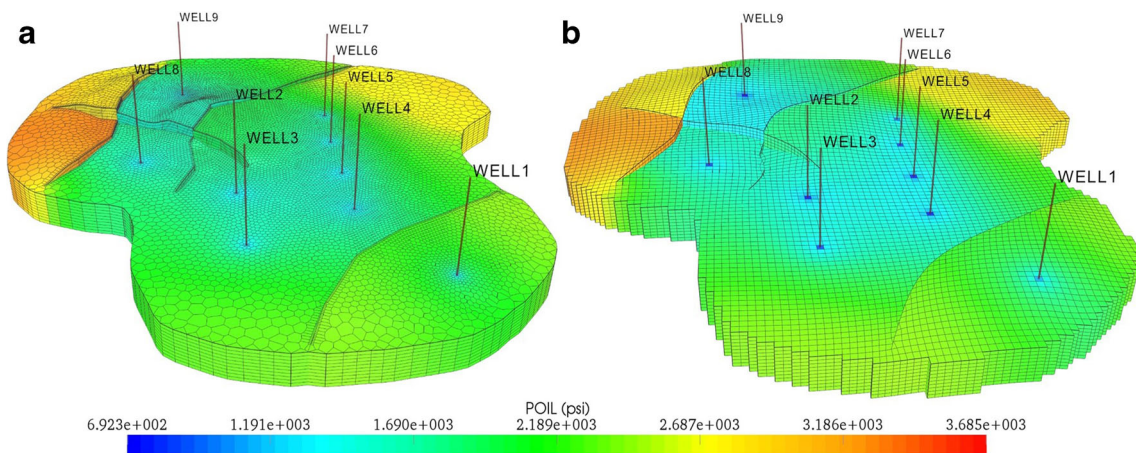 a
WELL9
WELL7
WELL6
WELL8
WELL5
WELL2
WELL4
WELL3
WELL1
b
WELL9
WELL7
WELL6
WELL8
WELL5
WELL2
WELL4
WELL3
WELL1
POIL (psi)
6.923e+002 1.191e+003 1.690e+003 2.189e+003 2.687e+003 3.186e+003 3.685e+003